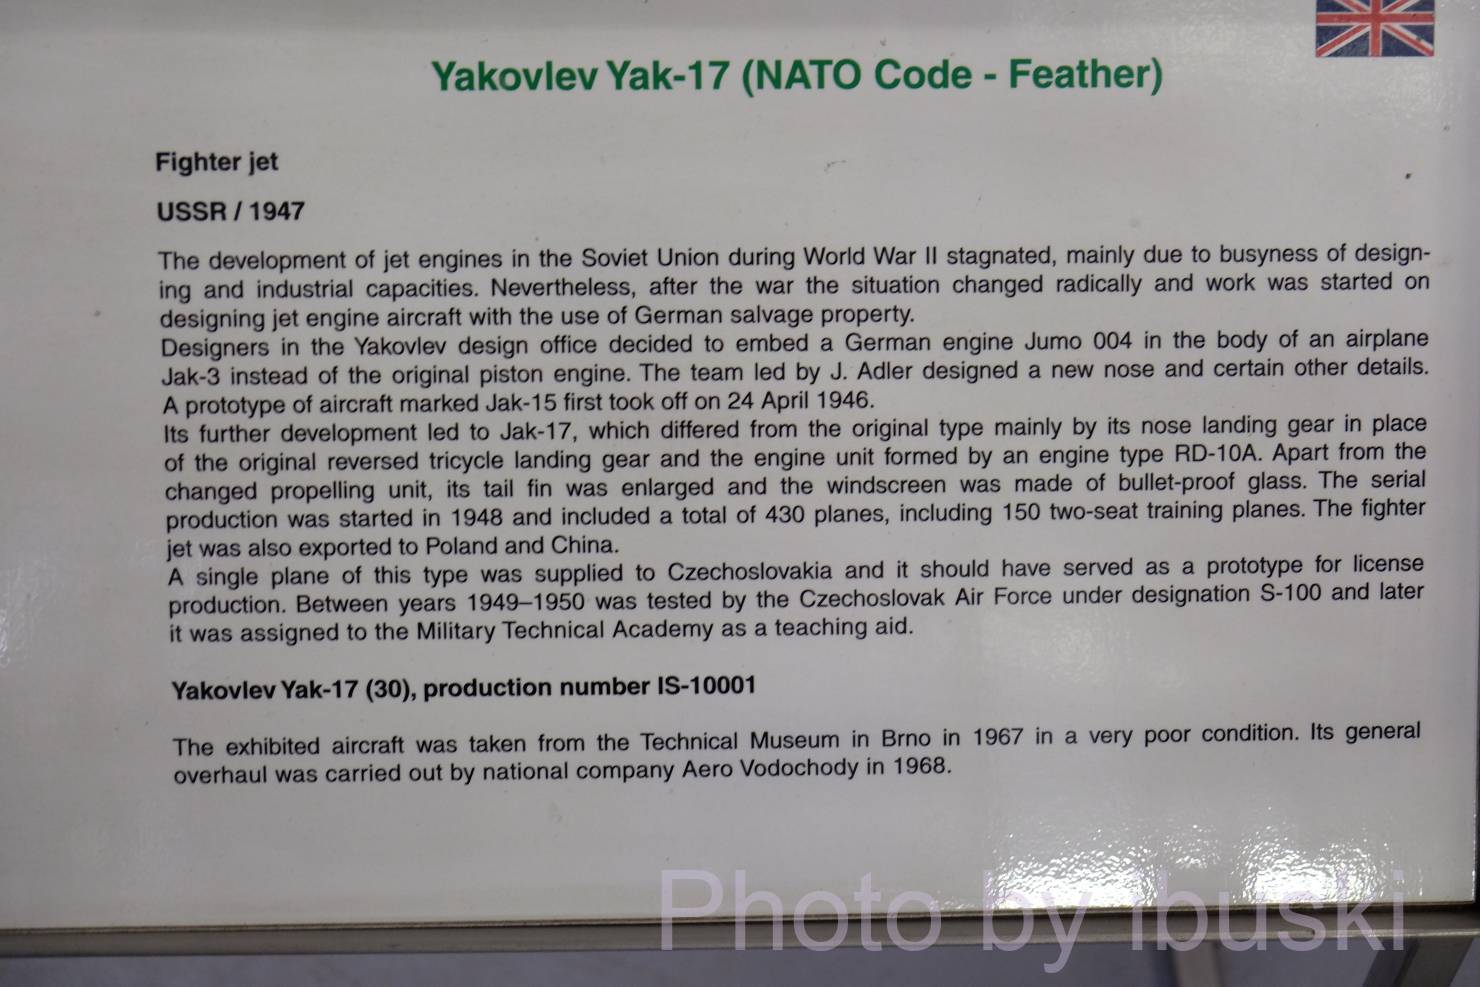 Yakovlev Yak-17 (NATO Code - Feather)
Fighter jet
USSR / 1947
The development of jet engines in the Soviet Union during World War II stagnated, mainly due to busyness of design-
ing and industrial capacities. Nevertheless, after the war the situation changed radically and work was started on
designing jet engine aircraft with the use of German salvage property.
Designers in the Yakovlev design office decided to embed a German engine Jumo 004 in the body of an airplane
Jak-3 instead of the original piston engine. The team led by J. Adler designed a new nose and certain other details.
A prototype of aircraft marked Jak-15 first took off on 24 April 1946.
Its further development led to Jak-17, which differed from the original type mainly by its nose landing gear in place
of the original reversed tricycle landing gear and the engine unit formed by an engine type RD-10A. Apart from the
changed propelling unit, its tail fin was enlarged and the windscreen was made of bullet-proof glass. The serial
production was started in 1948 and included a total of 430 planes, including 150 two-seat training planes. The fighter
jet was also exported to Poland and China.
A single plane of this type was supplied to Czechoslovakia and it should have served as a prototype for license
production. Between years 1949–1950 was tested by the Czechoslovak Air Force under designation S-100 and later
it was assigned to the Military Technical Academy as a teaching aid.
Yakovlev Yak-17 (30), production number IS-10001
The exhibited aircraft was taken from the Technical Museum in Brno in 1967 in a very poor condition. Its general
overhaul was carried out by national company Aero Vodochody in 1968.
Photo by ibuski